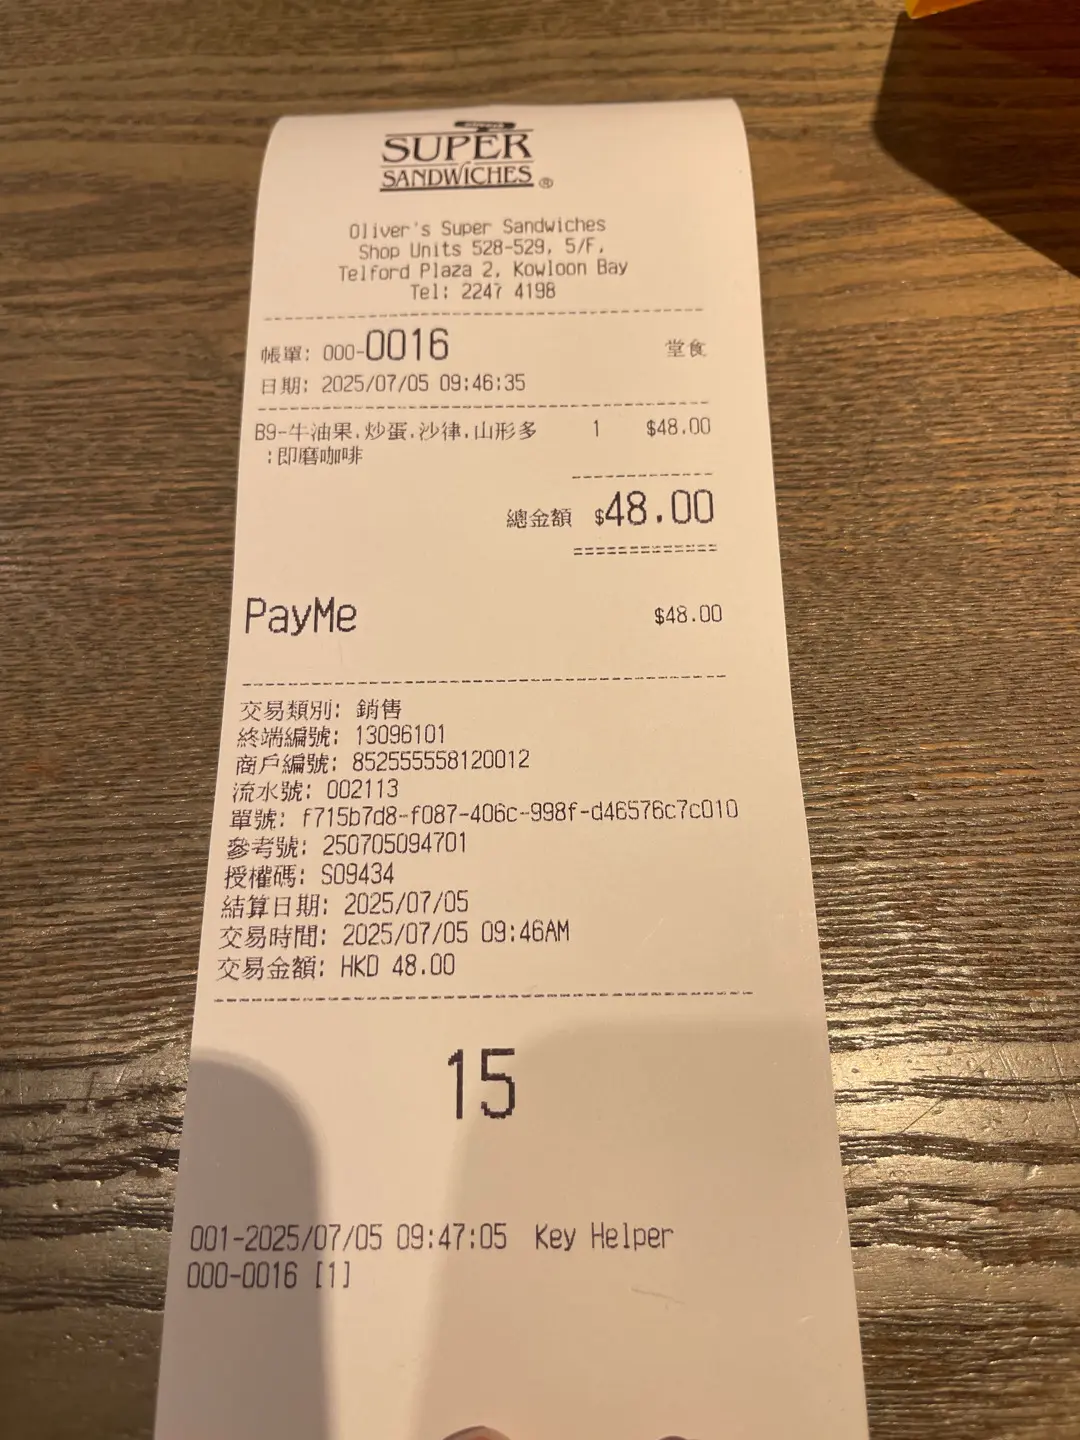 SUPER
SANDWICHES ®
Oliver's Super Sandwiches
Shop Units 528-529, 5/F,
Telford Plaza 2, Kowloon Bay
Tel: 2247 4198
帳單: 000-0016 堂食
日期: 2025/07/05 09:46:35
B9-牛油果.炒蛋.沙律.山形多 1 $48.00
:即磨咖啡
總金額 $48.00
PayMe $48.00
交易類別: 銷售
終端編號: 13096101
商戶編號: 852555558120012
流水號: 002113
單號: f715b7d8-f087-406c-998f-d46576c7c010
參考號: 250705094701
授權碼: S09434
結算日期: 2025/07/05
交易時間: 2025/07/05 09:46AM
交易金額: HKD 48.00
15
001-2025/07/05 09:47:05 Key Helper
000-0016 [1]